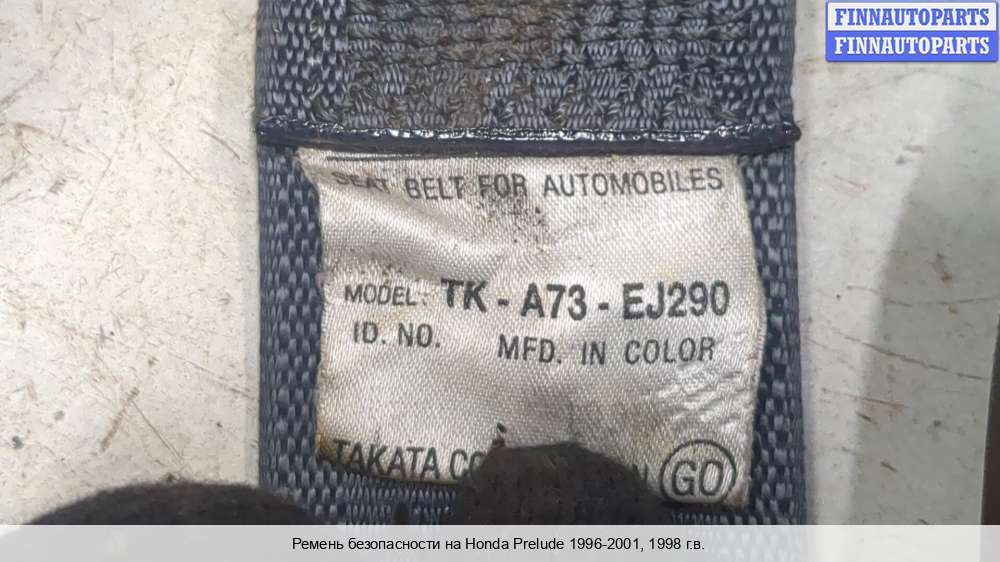 FINNAUTOPARTS
FINNAUTOPARTS
SEAT BELT FOR AUTOMOBILES
MODEL: TK - A73 - EJ290
ID. NO. MFD. IN COLOR
TAKATA
GO
Ремень безопасности на Honda Prelude 1996-2001, 1998 г.в.